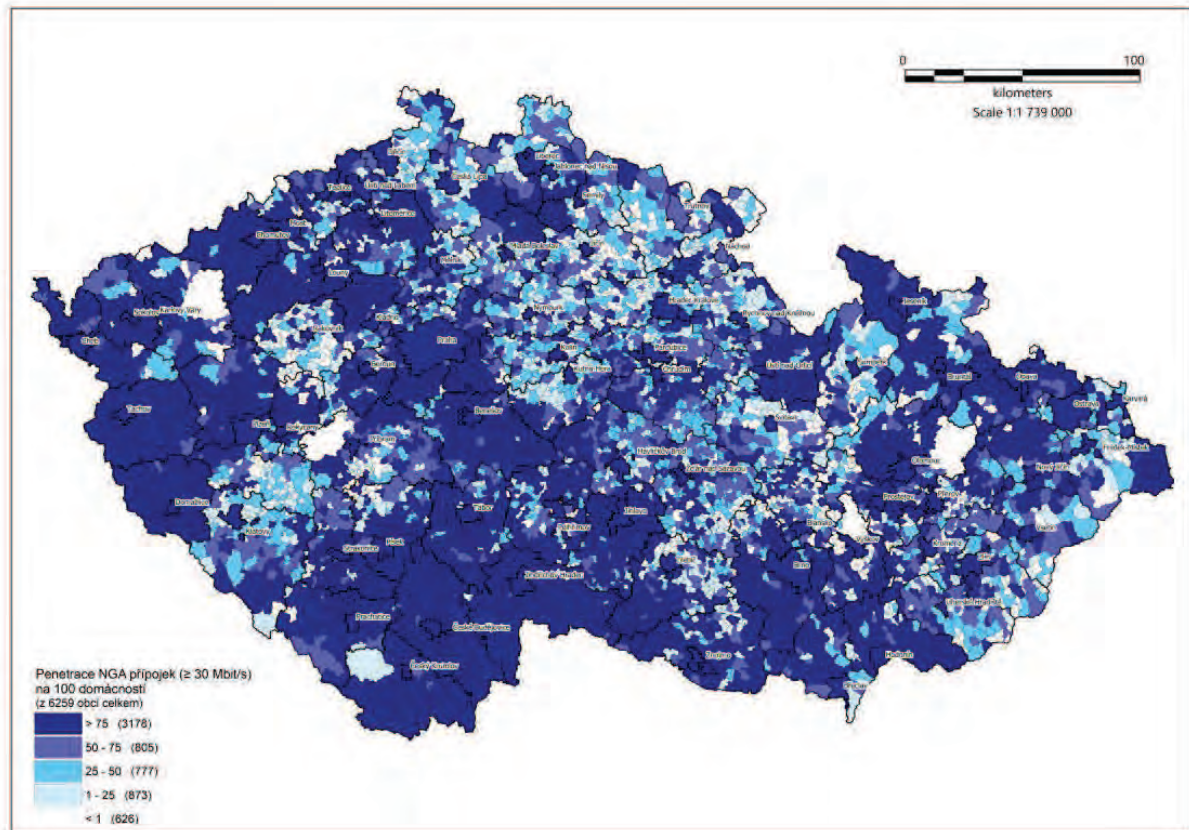 0 100
kilometers
Scale 1:1 739 000
Děčín
Liberec
Jablonec nad Nisou
Česká Lípa
Teplice
Ústí nad Labem
Semily
Trutnov
Most
Litoměřice
Chomutov
Mladá Boleslav
Jičín
Náchod
Louny
Mělník
Sokolov
Karlovy Vary
Nymburk
Hradec Králové
Rychnov nad Kněžnou
Jeseník
Cheb
Rakovník
Kladno
Praha
Kolín
Pardubice
Beroun
Kutná Hora
Chrudim
Ústí nad Orlicí
Šumperk
Bruntál
Opava
Ostrava
Karviná
Tachov
Plzeň
Rokycany
Benešov
Svitavy
Příbram
Havlíčkův Brod
Žďár nad Sázavou
Olomouc
Nový Jičín
Frýdek-Místek
Domažlice
Tábor
Jihlava
Prostějov
Přerov
Klatovy
Pelhřimov
Blansko
Vyškov
Kroměříž
Vsetín
Zlín
Strakonice
Písek
Třebíč
Brno
Jindřichův Hradec
Uherské Hradiště
Prachatice
České Budějovice
Znojmo
Hodonín
Český Krumlov
Břeclav
Penetrace NGA přípojek (≥ 30 Mbit/s)
na 100 domácností
(z 6259 obcí celkem)
> 75 (3178)
50 - 75 (805)
25 - 50 (777)
1 - 25 (873)
< 1 (626)